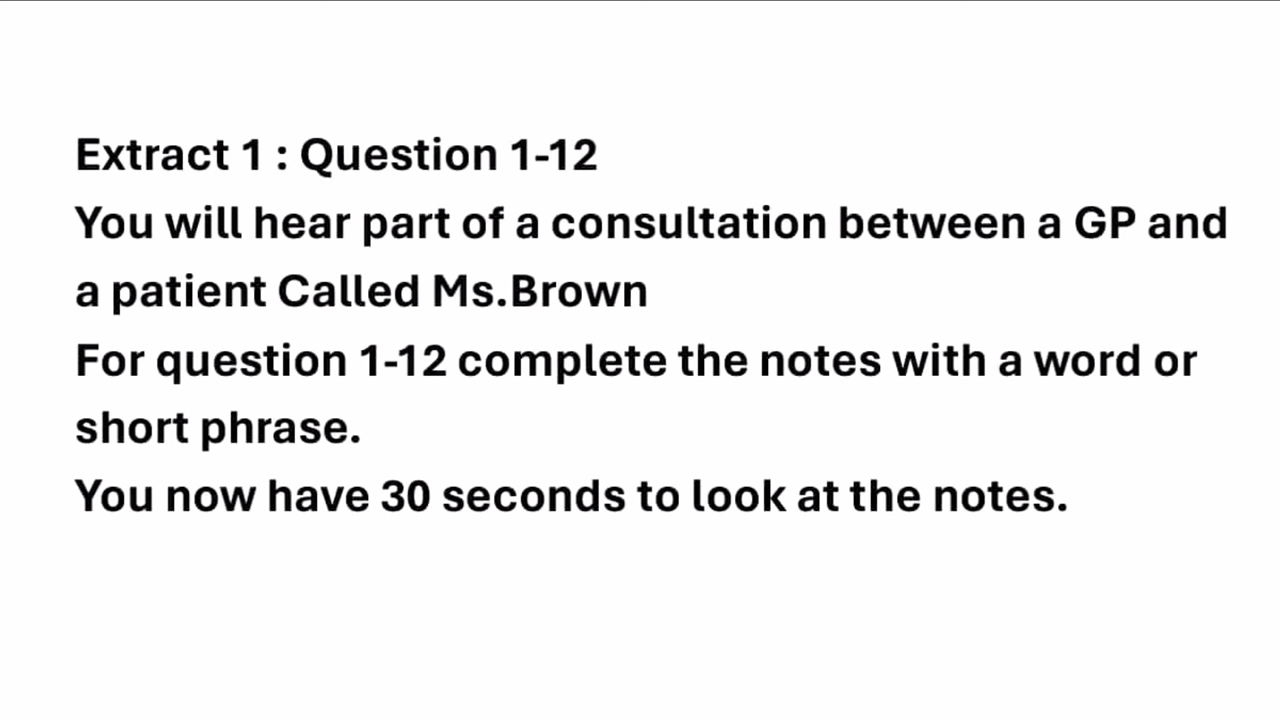 Extract 1 : Question 1-12
You will hear part of a consultation between a GP and
a patient Called Ms.Brown
For question 1-12 complete the notes with a word or
short phrase.
You now have 30 seconds to look at the notes.